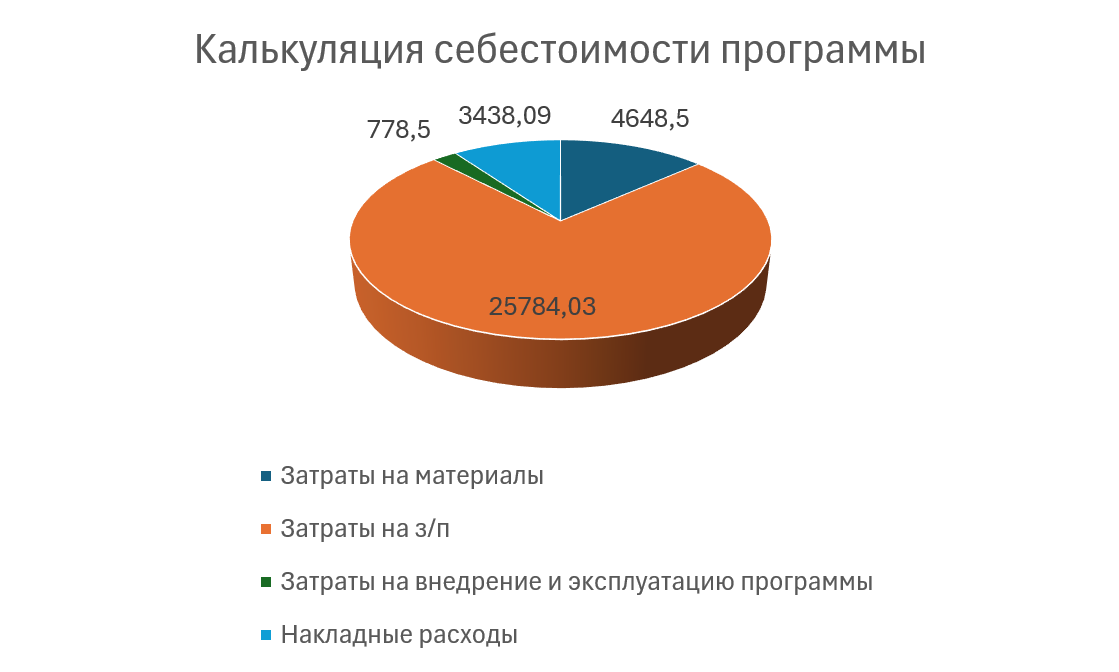 Калькуляция себестоимости программы
778,5
3438,09
4648,5
25784,03
Затраты на материалы
Затраты на з/п
Затраты на внедрение и эксплуатацию программы
Накладные расходы